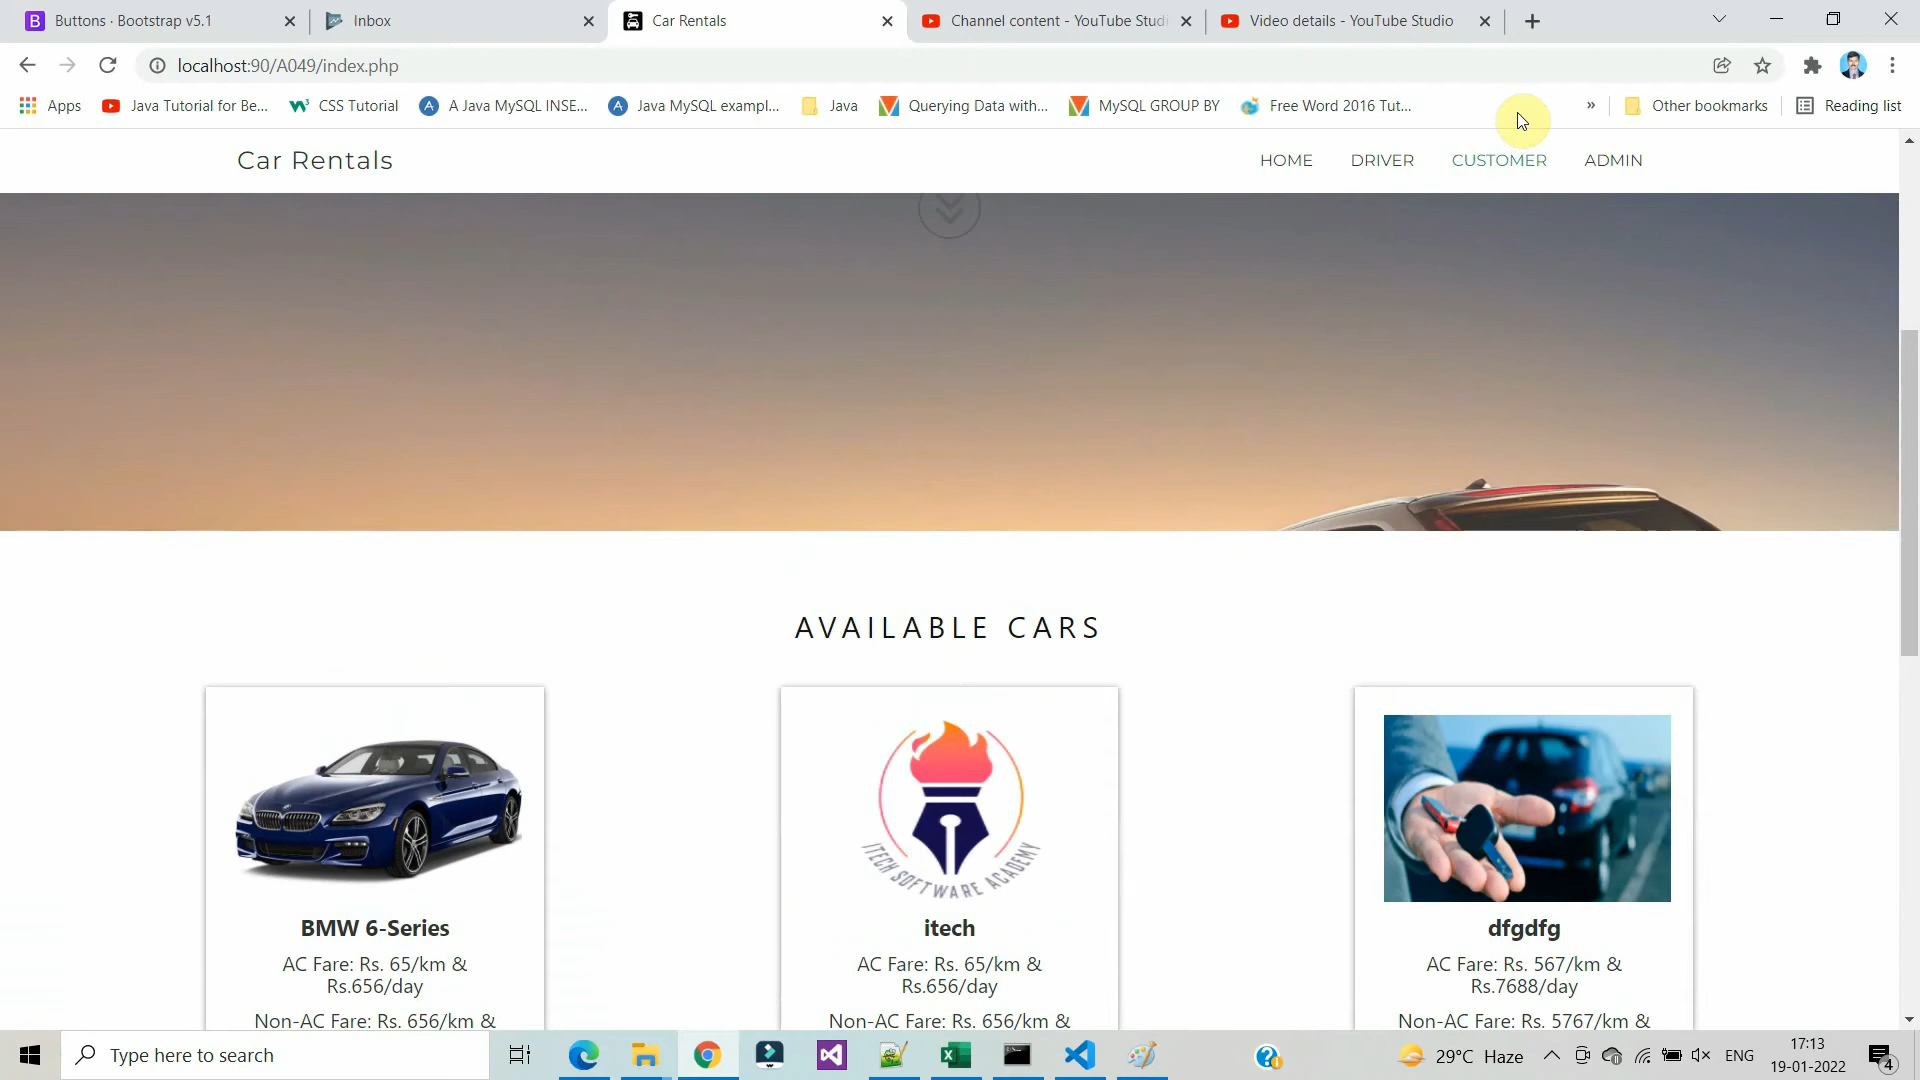 Buttons · Bootstrap v5.1
Inbox
Car Rentals
Channel content - YouTube Studi
Video details - YouTube Studio
localhost:90/A049/index.php
Apps
Java Tutorial for Be...
CSS Tutorial
A Java MySQL INSE...
Java MySQL exampl...
Java
Querying Data with...
MySQL GROUP BY
Free Word 2016 Tut...
»
Other bookmarks
Reading list
Car Rentals
HOME
DRIVER
CUSTOMER
ADMIN
AVAILABLE CARS
ITECH SOFTWARE ACADEMY
BMW 6-Series
AC Fare: Rs. 65/km &
Rs.656/day
Non-AC Fare: Rs. 656/km &
itech
AC Fare: Rs. 65/km &
Rs.656/day
Non-AC Fare: Rs. 656/km &
dfgdfg
AC Fare: Rs. 567/km &
Rs.7688/day
Non-AC Fare: Rs. 5767/km &
Type here to search
29°C Haze
ENG
17:13
19-01-2022
4